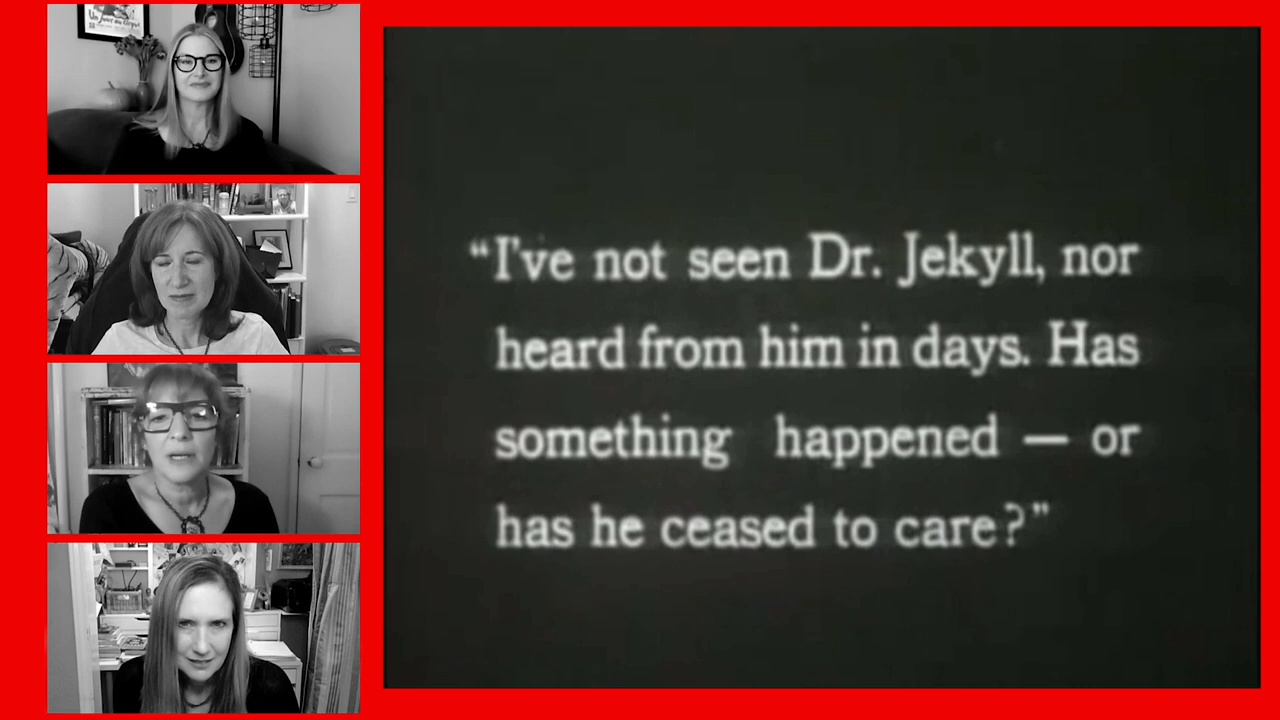 “I've not seen Dr. Jekyll, nor
heard from him in days. Has
something happened — or
has he ceased to care?”